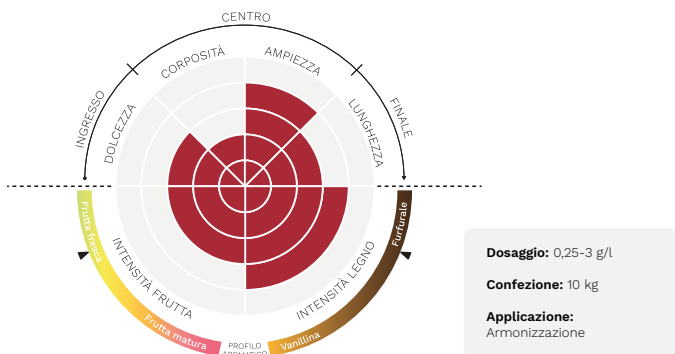 CENTRO
CORPOSITÀ
AMPIEZZA
INGRESSO
DOLCEZZA
LUNGHEZZA
FINALE
Frutta fresca
Furfurale
INTENSITÀ FRUTTA
INTENSITÀ LEGNO
Frutta matura
PROFILO
AROMATICO
Vanillina
Dosaggio: 0,25-3 g/l
Confezione: 10 kg
Applicazione:
Armonizzazione